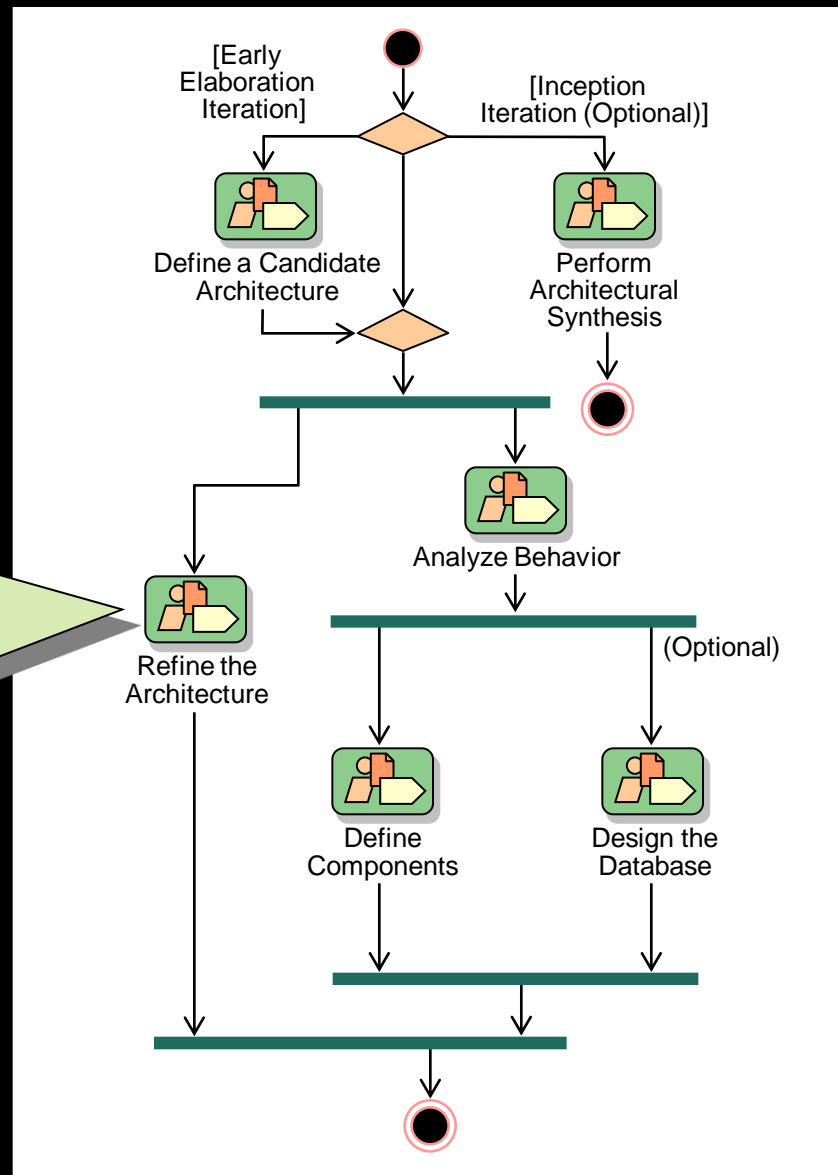 [Early
Elaboration
Iteration]
[Inception
Iteration (Optional)]
Define a Candidate
Architecture
Perform
Architectural
Synthesis
Analyze Behavior
(Optional)
Refine the
Architecture
Define
Components
Design the
Database